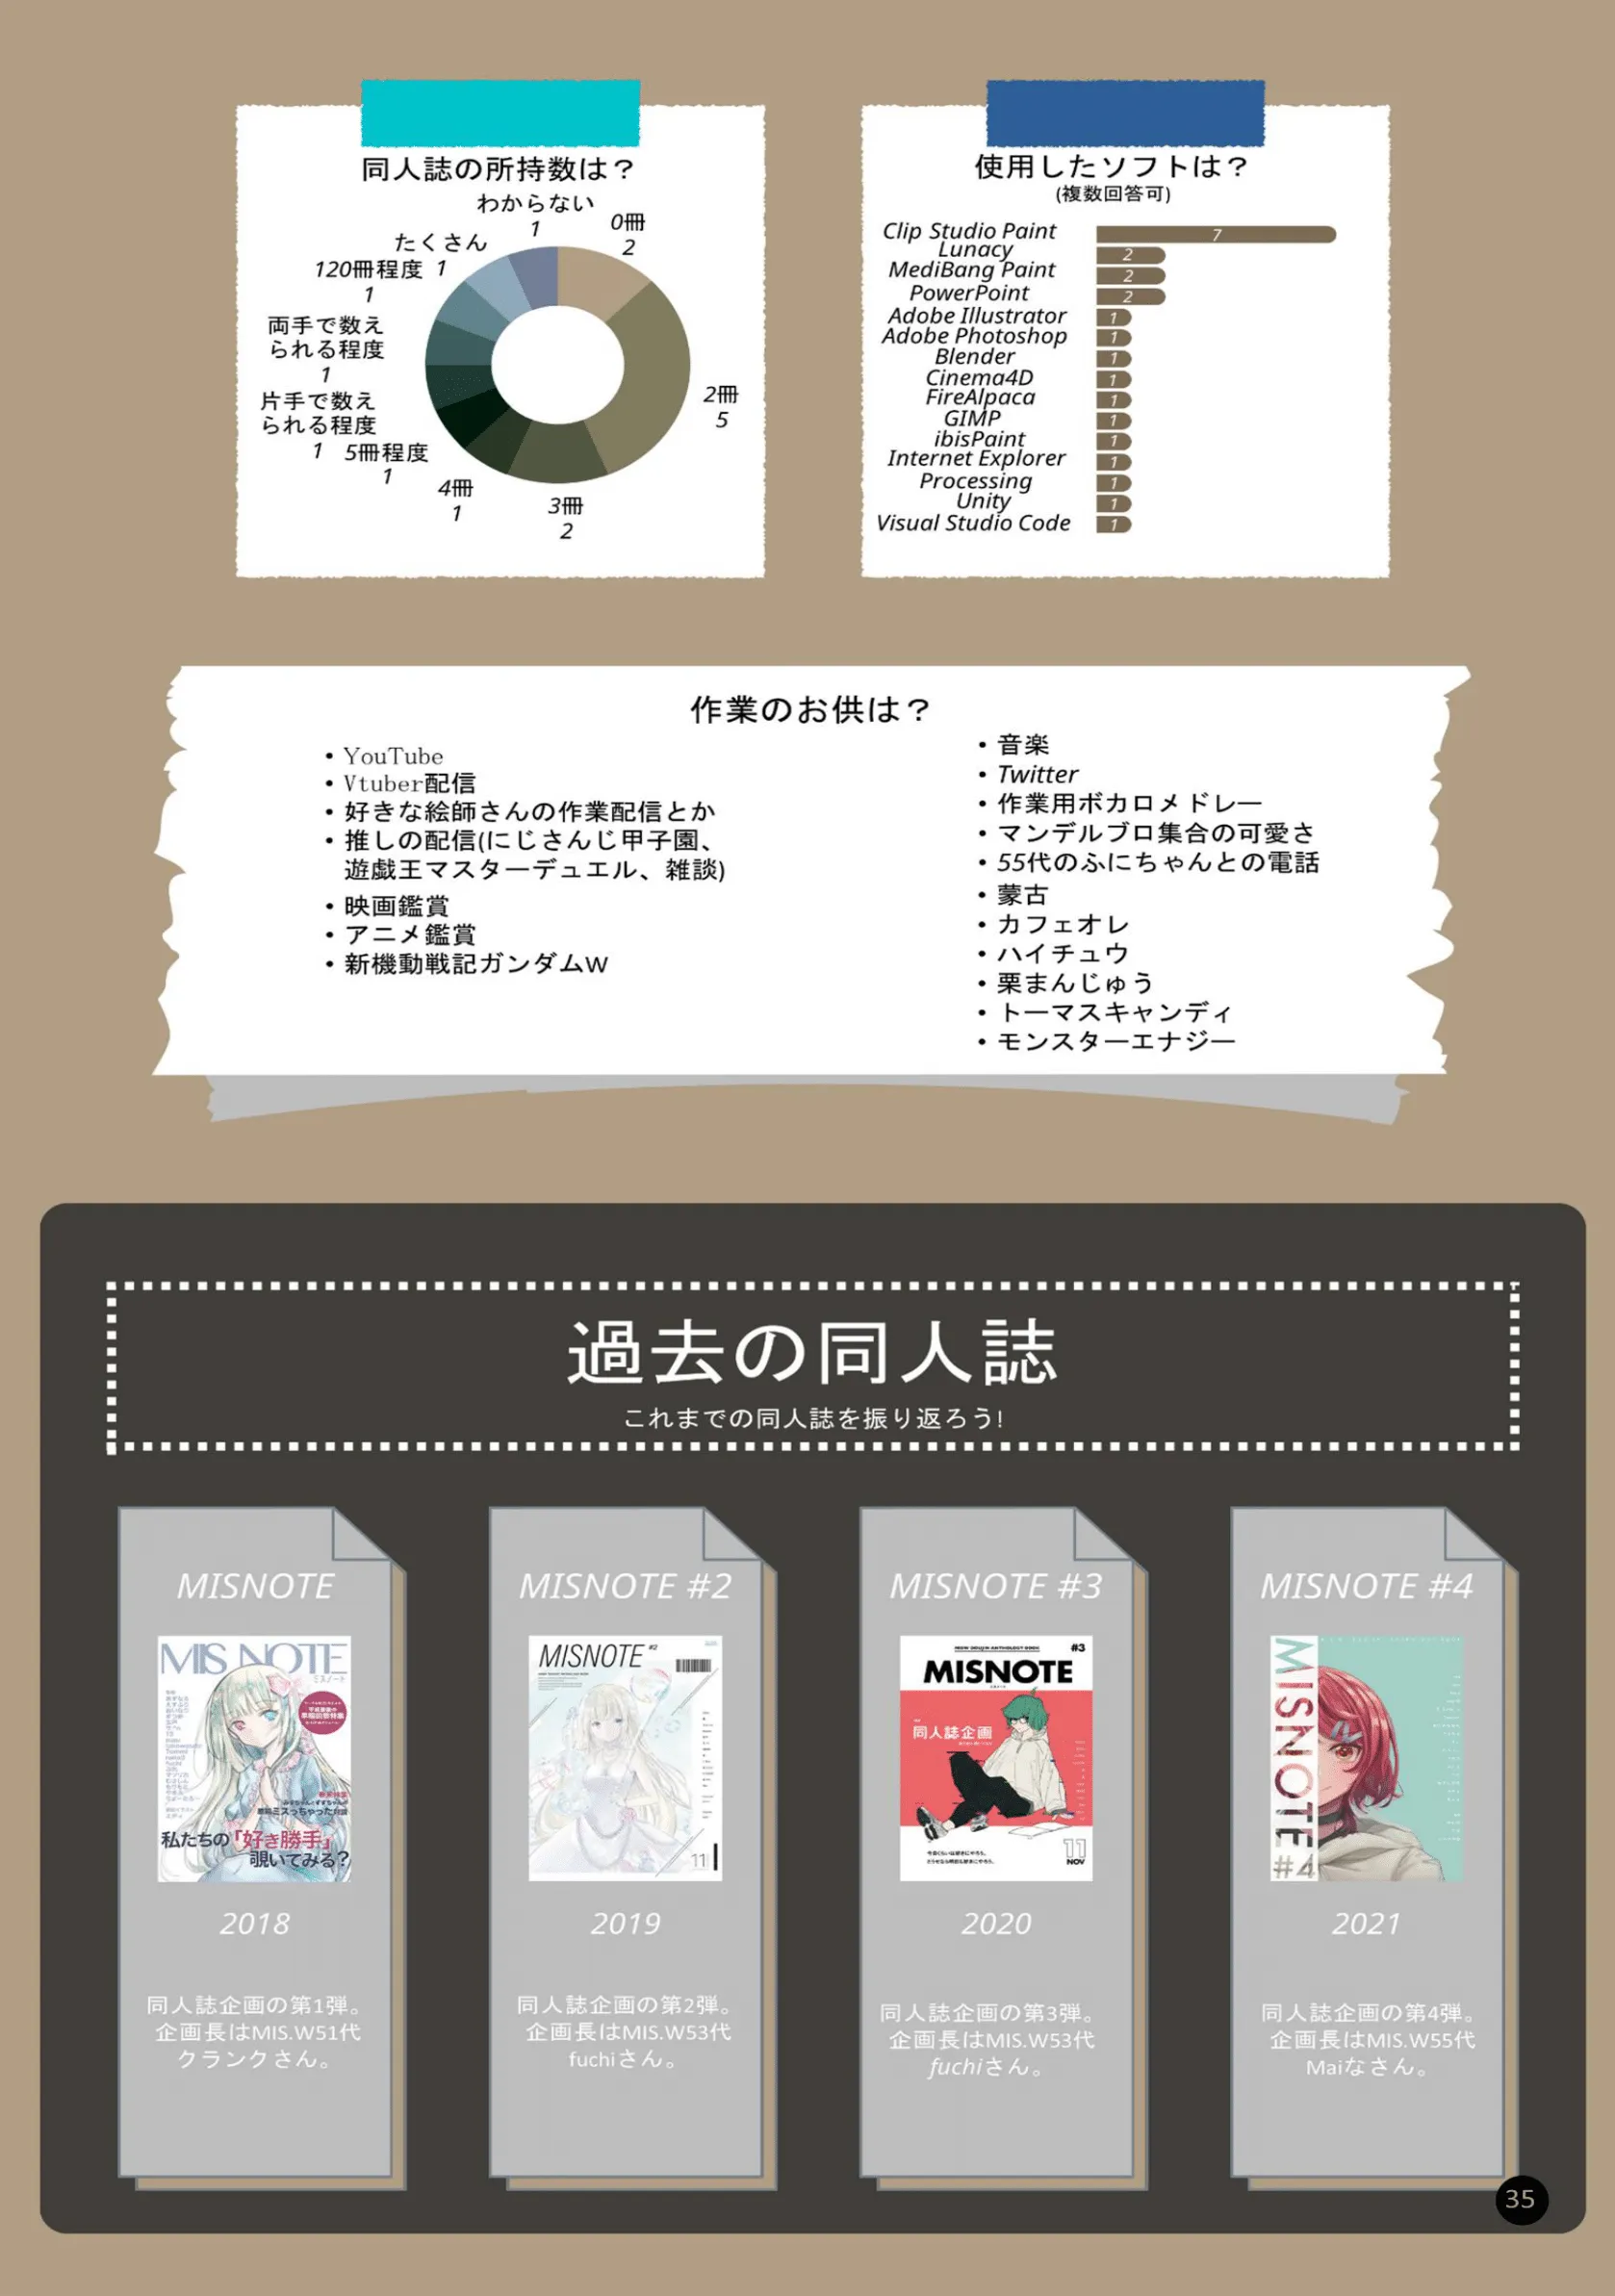 同人誌の所持数は？
わからない
1
0冊
2
たくさん
1
120冊程度
1
両手で数え
られる程度
1
片手で数え
られる程度
1
5冊程度
1
4冊
1
3冊
2
2冊
5
使用したソフトは？
(複数回答可)
Clip Studio Paint 7
Lunacy 2
MediBang Paint 2
PowerPoint 2
Adobe Illustrator 1
Adobe Photoshop 1
Blender 1
Cinema4D 1
FireAlpaca 1
GIMP 1
ibisPaint 1
Internet Explorer 1
Processing 1
Unity 1
Visual Studio Code 1
作業のお供は？
• YouTube
• Vtuber配信
• 好きな絵師さんの作業配信とか
• 推しの配信(にじさんじ甲子園、
遊戯王マスターデュエル、雑談)
• 映画鑑賞
• アニメ鑑賞
• 新機動戦記ガンダムW
• 音楽
• Twitter
• 作業用ボカロメドレー
• マンデルブロ集合の可愛さ
• 55代のふにちゃんとの電話
• 蒙古
• カフェオレ
• ハイチュウ
• 栗まんじゅう
• トーマスキャンディ
• モンスターエナジー
過去の同人誌
これまでの同人誌を振り返ろう!
MISNOTE
MIS NOTE
ミスノート
私たちの「好き勝手」
覗いてみる？
2018
同人誌企画の第1弾。
企画長はMIS.W51代
クランクさん。
MISNOTE #2
MISNOTE #2
11
2019
同人誌企画の第2弾。
企画長はMIS.W53代
fuchiさん。
MISNOTE #3
#3
MISNOTE
同人誌企画
11
NOV
2020
同人誌企画の第3弾。
企画長はMIS.W53代
fuchiさん。
MISNOTE #4
MISNOTE
#4
2021
同人誌企画の第4弾。
企画長はMIS.W55代
Maiなさん。
35